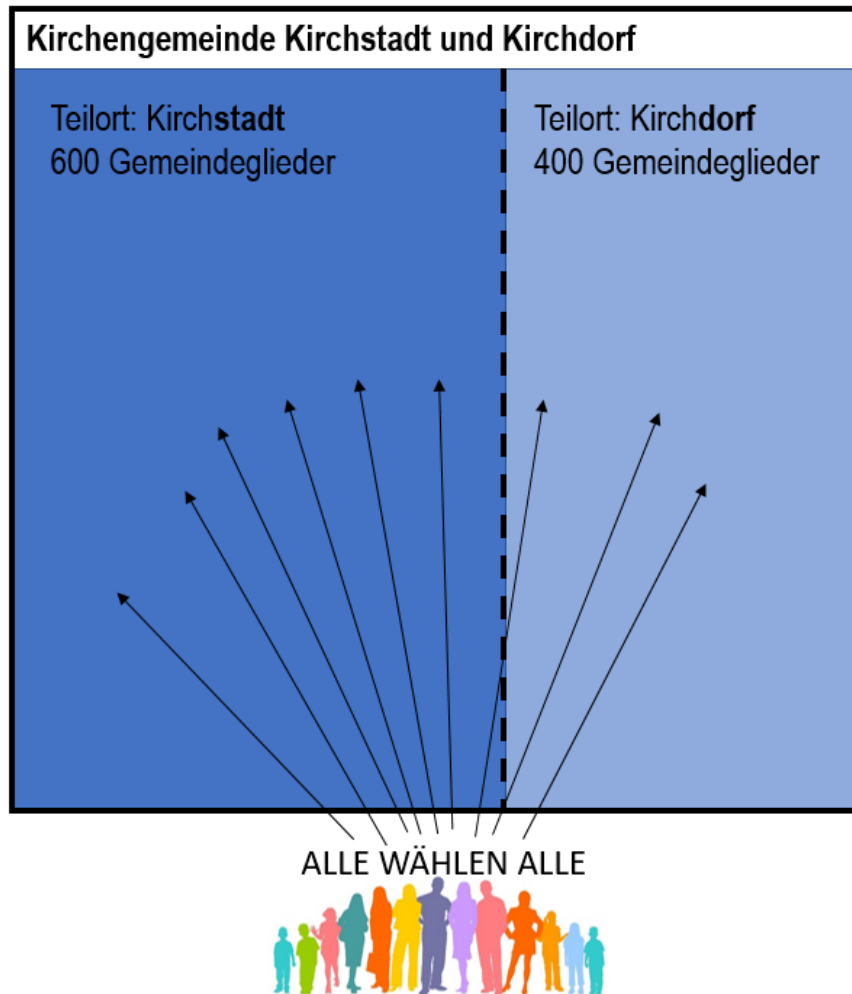 Kirchengemeinde Kirchstadt und Kirchdorf
Teilort: Kirchstadt
600 Gemeindeglieder
Teilort: Kirchdorf
400 Gemeindeglieder
ALLE WÄHLEN ALLE